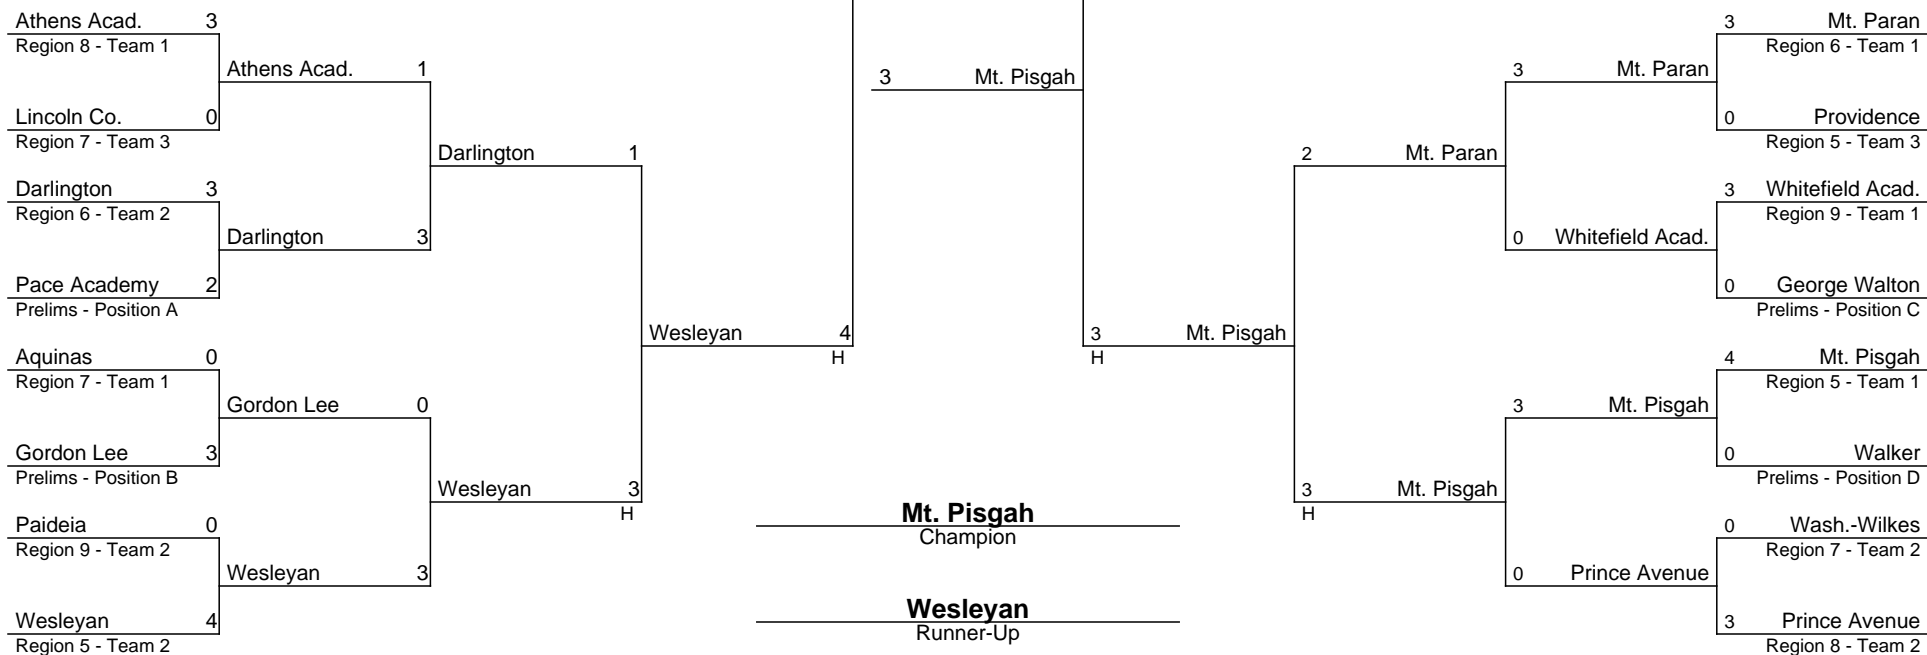 Athens Acad. 3
Region 8 - Team 1
Athens Acad. 1
Lincoln Co. 0
Region 7 - Team 3
Darlington 1
Darlington 3
Region 6 - Team 2
Darlington 3
Pace Academy 2
Prelims - Position A
Wesleyan 4
H
Aquinas 0
Region 7 - Team 1
Gordon Lee 0
Gordon Lee 3
Prelims - Position B
Wesleyan 3
H
Paideia 0
Region 9 - Team 2
Wesleyan 3
Wesleyan 4
Region 5 - Team 2
3 Mt. Pisgah
3 Mt. Pisgah
H
Mt. Pisgah
Champion
Wesleyan
Runner-Up
3 Mt. Paran
Region 6 - Team 1
3 Mt. Paran
0 Providence
Region 5 - Team 3
2 Mt. Paran
3 Whitefield Acad.
Region 9 - Team 1
0 Whitefield Acad.
0 George Walton
Prelims - Position C
4 Mt. Pisgah
Region 5 - Team 1
3 Mt. Pisgah
0 Walker
Prelims - Position D
3 Mt. Pisgah
H
0 Wash.-Wilkes
Region 7 - Team 2
0 Prince Avenue
3 Prince Avenue
Region 8 - Team 2